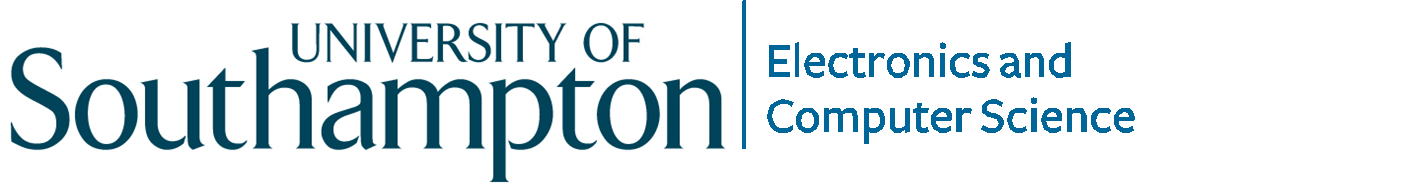 UNIVERSITY OF
Southampton
Electronics and
Computer Science